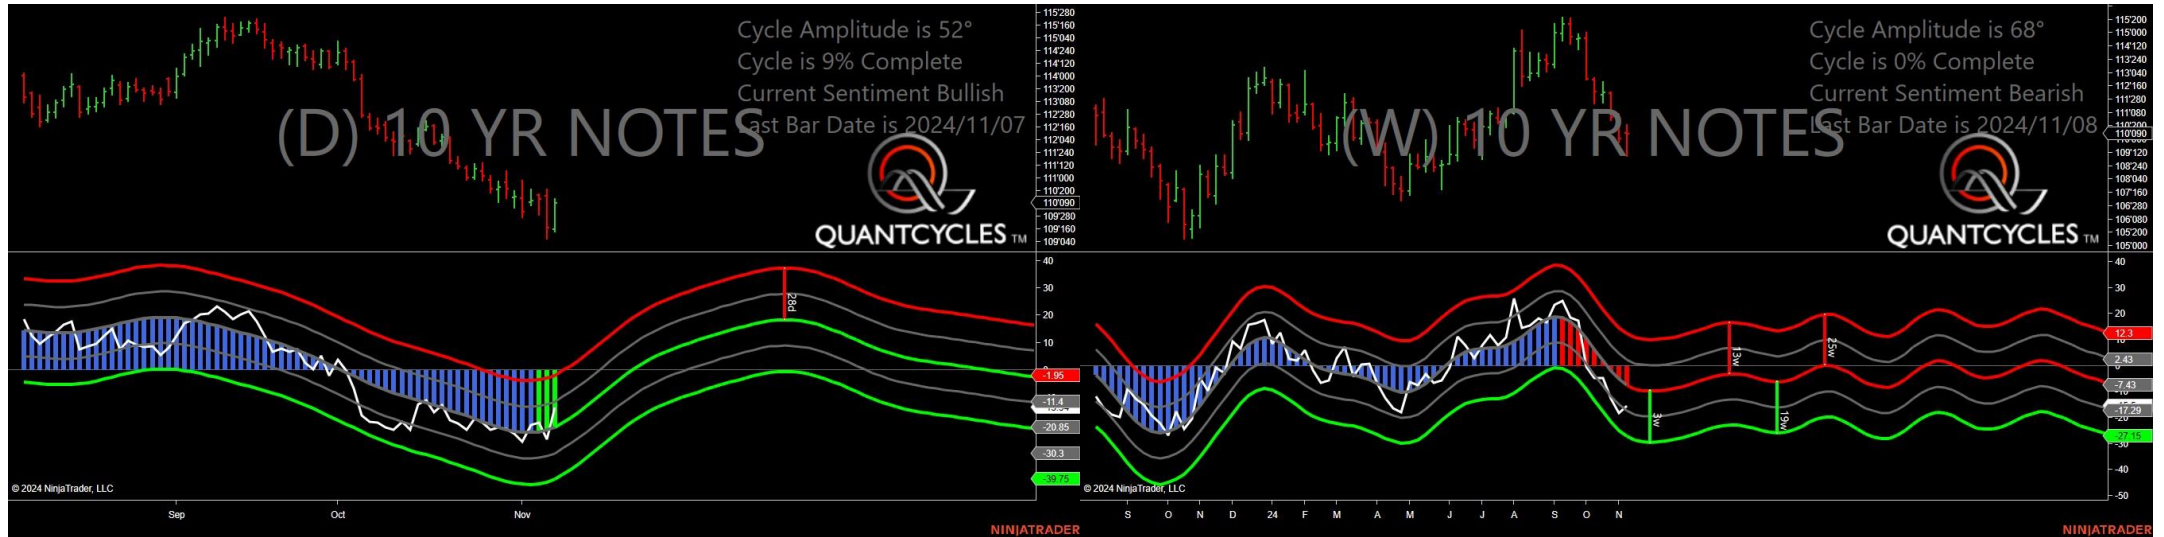 Cycle Amplitude is 52°
Cycle is 9% Complete
Current Sentiment Bullish
Last Bar Date is 2024/11/07
(D) 10 YR NOTES
QUANTCYCLES TM
115'280
115'160
115'040
114'240
114'120
114'000
113'200
113'080
112'280
112'160
112'040
111'240
111'120
111'000
110'200
110'090
109'280
109'160
109'040
28d
40
30
20
10
-1.95
-11.4
-20.85
-30.3
-39.75
© 2024 NinjaTrader, LLC
Sep
Oct
Nov
NINJATRADER
Cycle Amplitude is 68°
Cycle is 0% Complete
Current Sentiment Bearish
Last Bar Date is 2024/11/08
(W) 10 YR NOTES
QUANTCYCLES TM
115'200
115'000
114'120
113'240
113'040
112'160
111'280
111'080
110'090
109'120
108'240
108'040
107'160
106'280
106'080
105'200
105'000
13w
25w
3w
19w
40
30
20
12.3
2.43
0
-7.43
-17.29
-27.15
-40
-50
© 2024 NinjaTrader, LLC
S O N D 24 F M A M J J A S O N
NINJATRADER